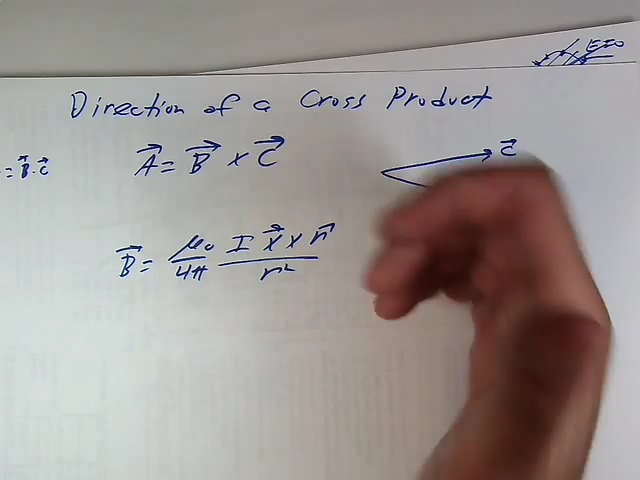 Direction of a Cross Product
= B⃗ · C⃗
A⃗ = B⃗ × C⃗
C⃗
B⃗ = μ₀/4π I x⃗ × r⃗ / r²